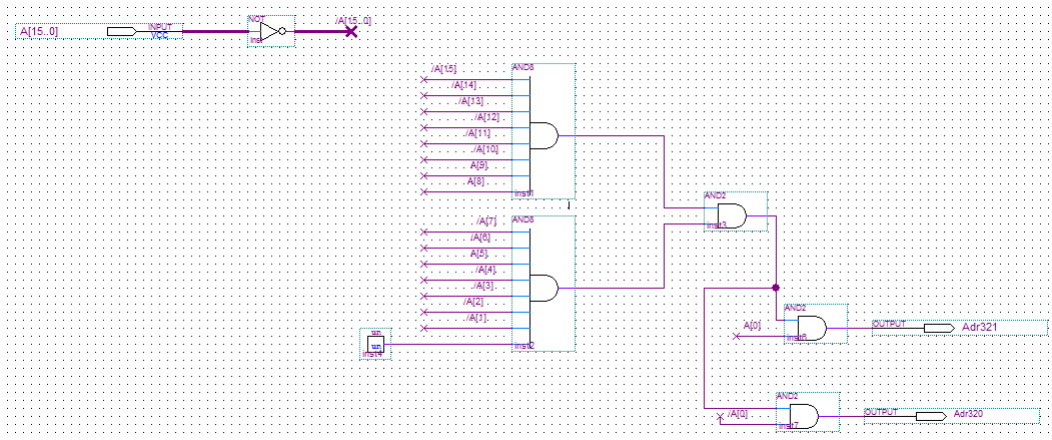 A[15..0]
INPUT
VCC
NOT
inst
/A[15..0]
AND8
/A[15]
/A[14]
/A[13]
/A[12]
/A[11]
/A[10]
A[9]
A[8]
inst1
AND8
/A[7]
/A[6]
A[5]
/A[4]
/A[3]
/A[2]
/A[1]
inst2
inst4
AND2
inst3
AND2
A[0]
inst6
OUTPUT
Adr321
AND2
/A[0]
inst7
OUTPUT
Adr320